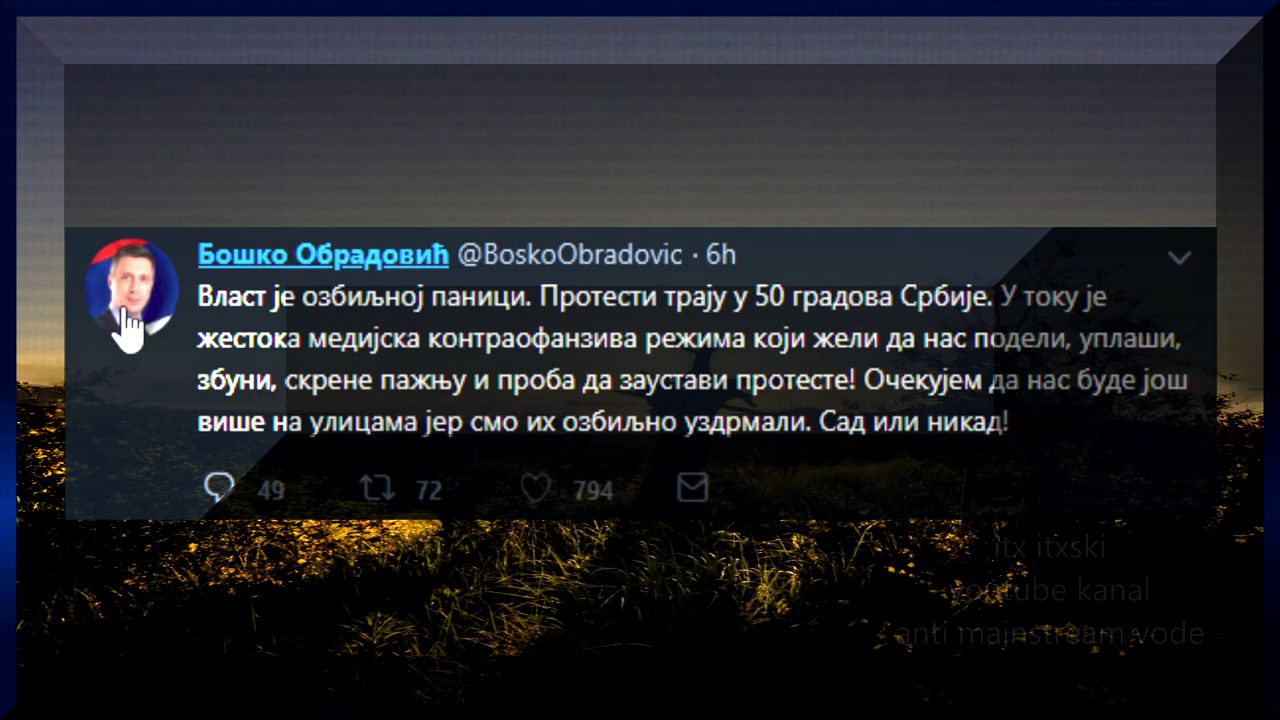 Бошко Обрадовић @BoskoObradovic · 6h
Власт је озбиљној паници. Протести трају у 50 градова Србије. У току је
жестока медијска контраофанзива режима који жели да нас подели, уплаши,
збуни, скрене пажњу и проба да заустави протесте! Очекујем да нас буде још
више на улицама јер смо их озбиљно уздрмали. Сад или никад!
49 72 794
itx itxski
youtube kanal
anti mainstream vode